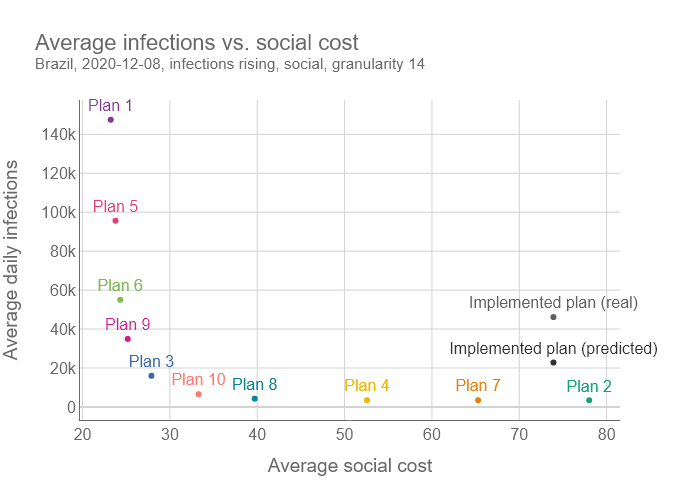 Average infections vs. social cost
Brazil, 2020-12-08, infections rising, social, granularity 14
Plan 1
140k
120k
Plan 5
100k
80k
Plan 6
60k
Implemented plan (real)
Plan 9
40k
Implemented plan (predicted)
Plan 3
20k
Plan 10
Plan 8
Plan 4
Plan 7
Plan 2
0
20 30 40 50 60 70 80
Average social cost
Average daily infections